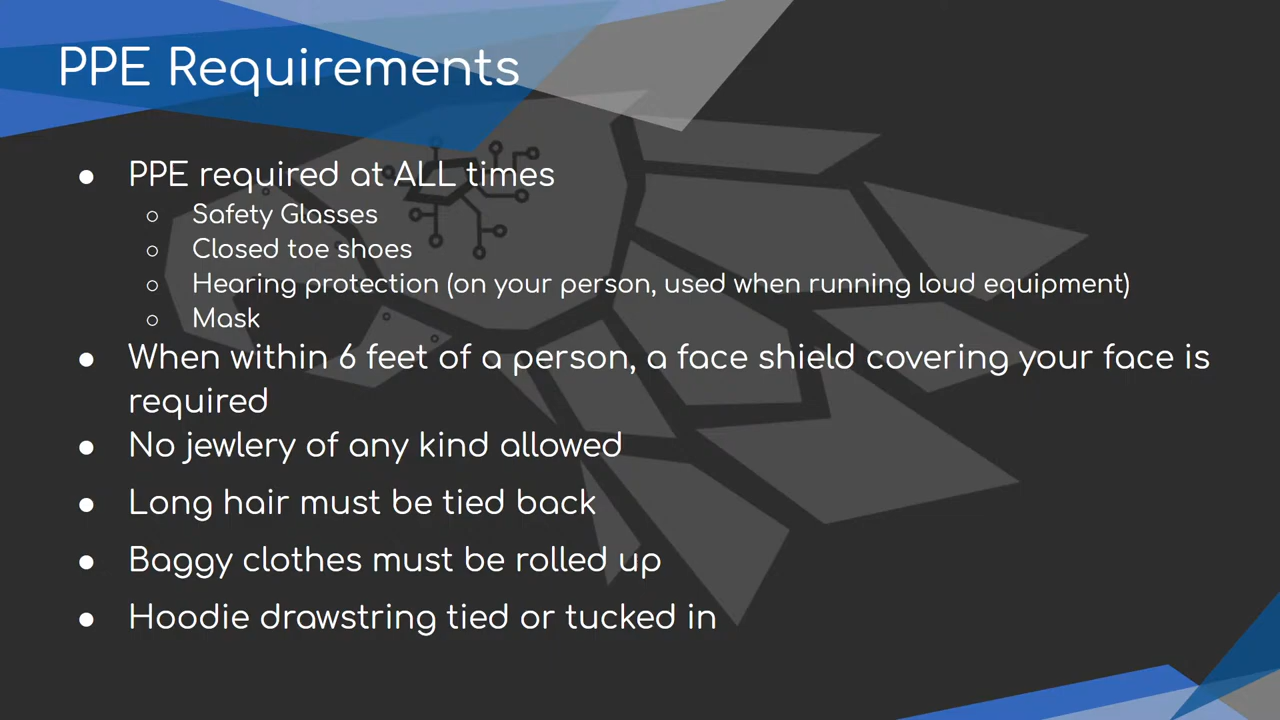 PPE Requirements
● PPE required at ALL times
○ Safety Glasses
○ Closed toe shoes
○ Hearing protection (on your person, used when running loud equipment)
○ Mask
● When within 6 feet of a person, a face shield covering your face is
required
● No jewlery of any kind allowed
● Long hair must be tied back
● Baggy clothes must be rolled up
● Hoodie drawstring tied or tucked in